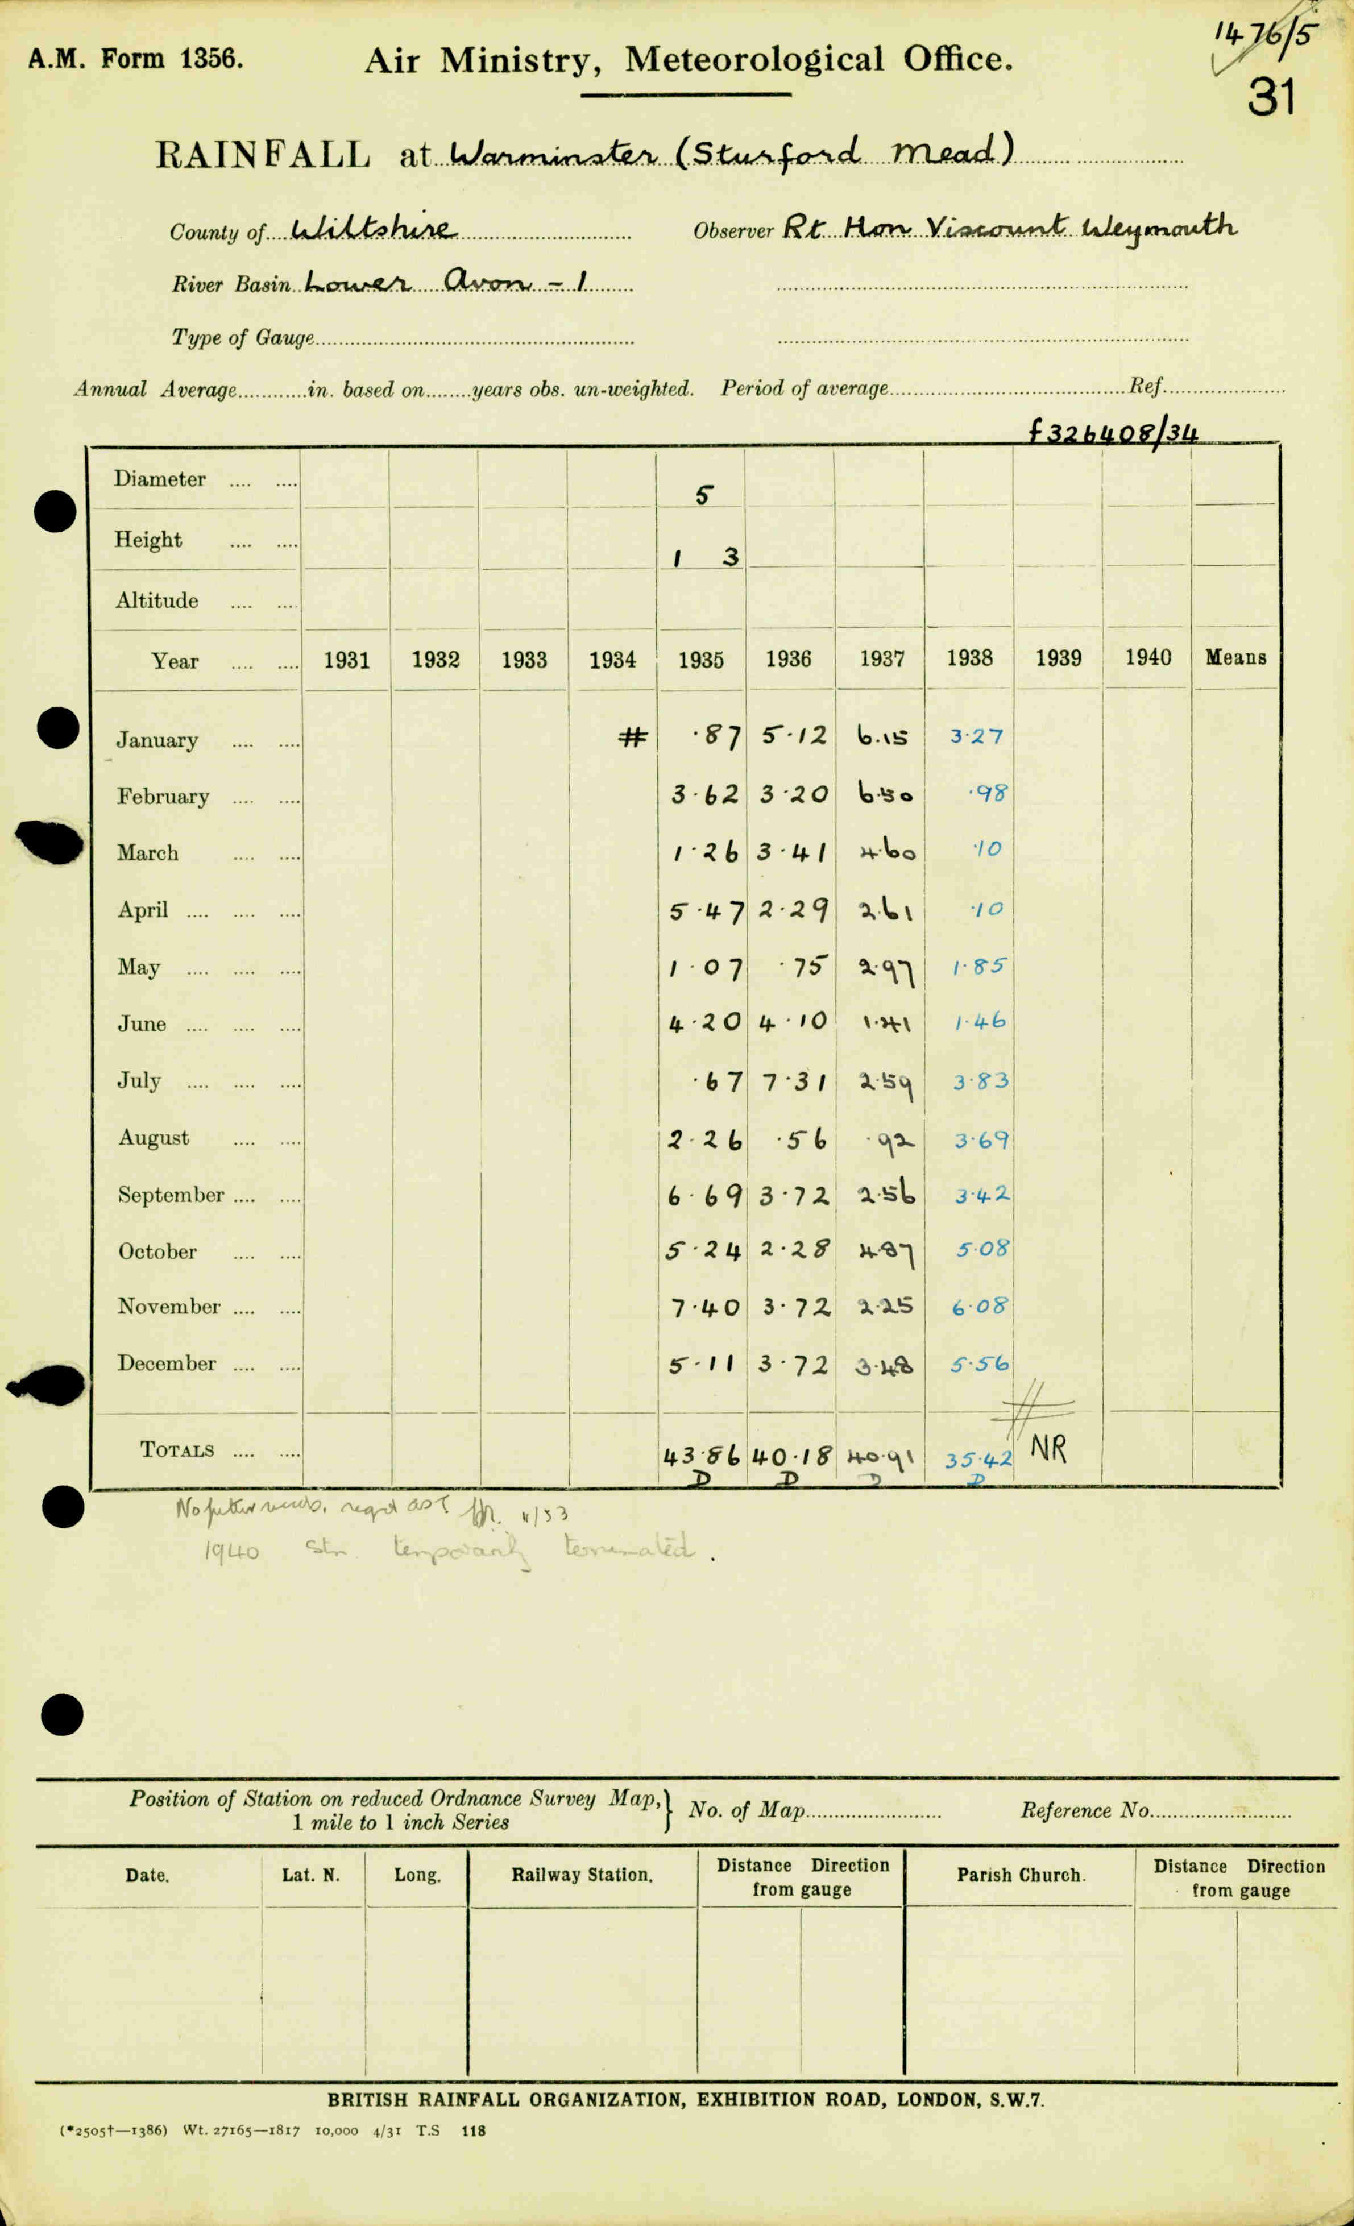 1476/5
A.M. Form 1356. Air Ministry, Meteorological Office.
31
RAINFALL at Warminster (Sturford Mead)
County of Wiltshire Observer Rt Hon Viscount Weymouth
River Basin Lower Avon - 1
Type of Gauge
Annual Average in. based on years obs. un-weighted. Period of average Ref.
f326408/34
Diameter 5
Height 1 3
Altitude
Year 1931 1932 1933 1934 1935 1936 1937 1938 1939 1940 Means
January # ·87 5·12 6.15 3·27
February 3·62 3·20 6·50 ·98
March 1·26 3·41 4·60 ·10
April 5·47 2·29 2·61 ·10
May 1·07 ·75 2·97 1·85
June 4·20 4·10 1·41 1·46
July ·67 7·31 2·59 3·83
August 2·26 ·56 ·92 3·69
September 6·69 3·72 2·56 3·42
October 5·24 2·28 4·87 5·08
November 7·40 3·72 2·25 6·08
December 5·11 3·72 3·48 5·56
#
TOTALS 43·86 40·18 40·91 35·42 NR
D D D D
No 4/53
1940 Stn. temporarily terminated.
Position of Station on reduced Ordnance Survey Map, } No. of Map Reference No.
1 mile to 1 inch Series
Date. Lat. N. Long. Railway Station. Distance Direction from gauge Parish Church. Distance Direction from gauge
BRITISH RAINFALL ORGANIZATION, EXHIBITION ROAD, LONDON, S.W.7.
(*2505†—1386) Wt. 27165—1817 10,000 4/31 T.S 118